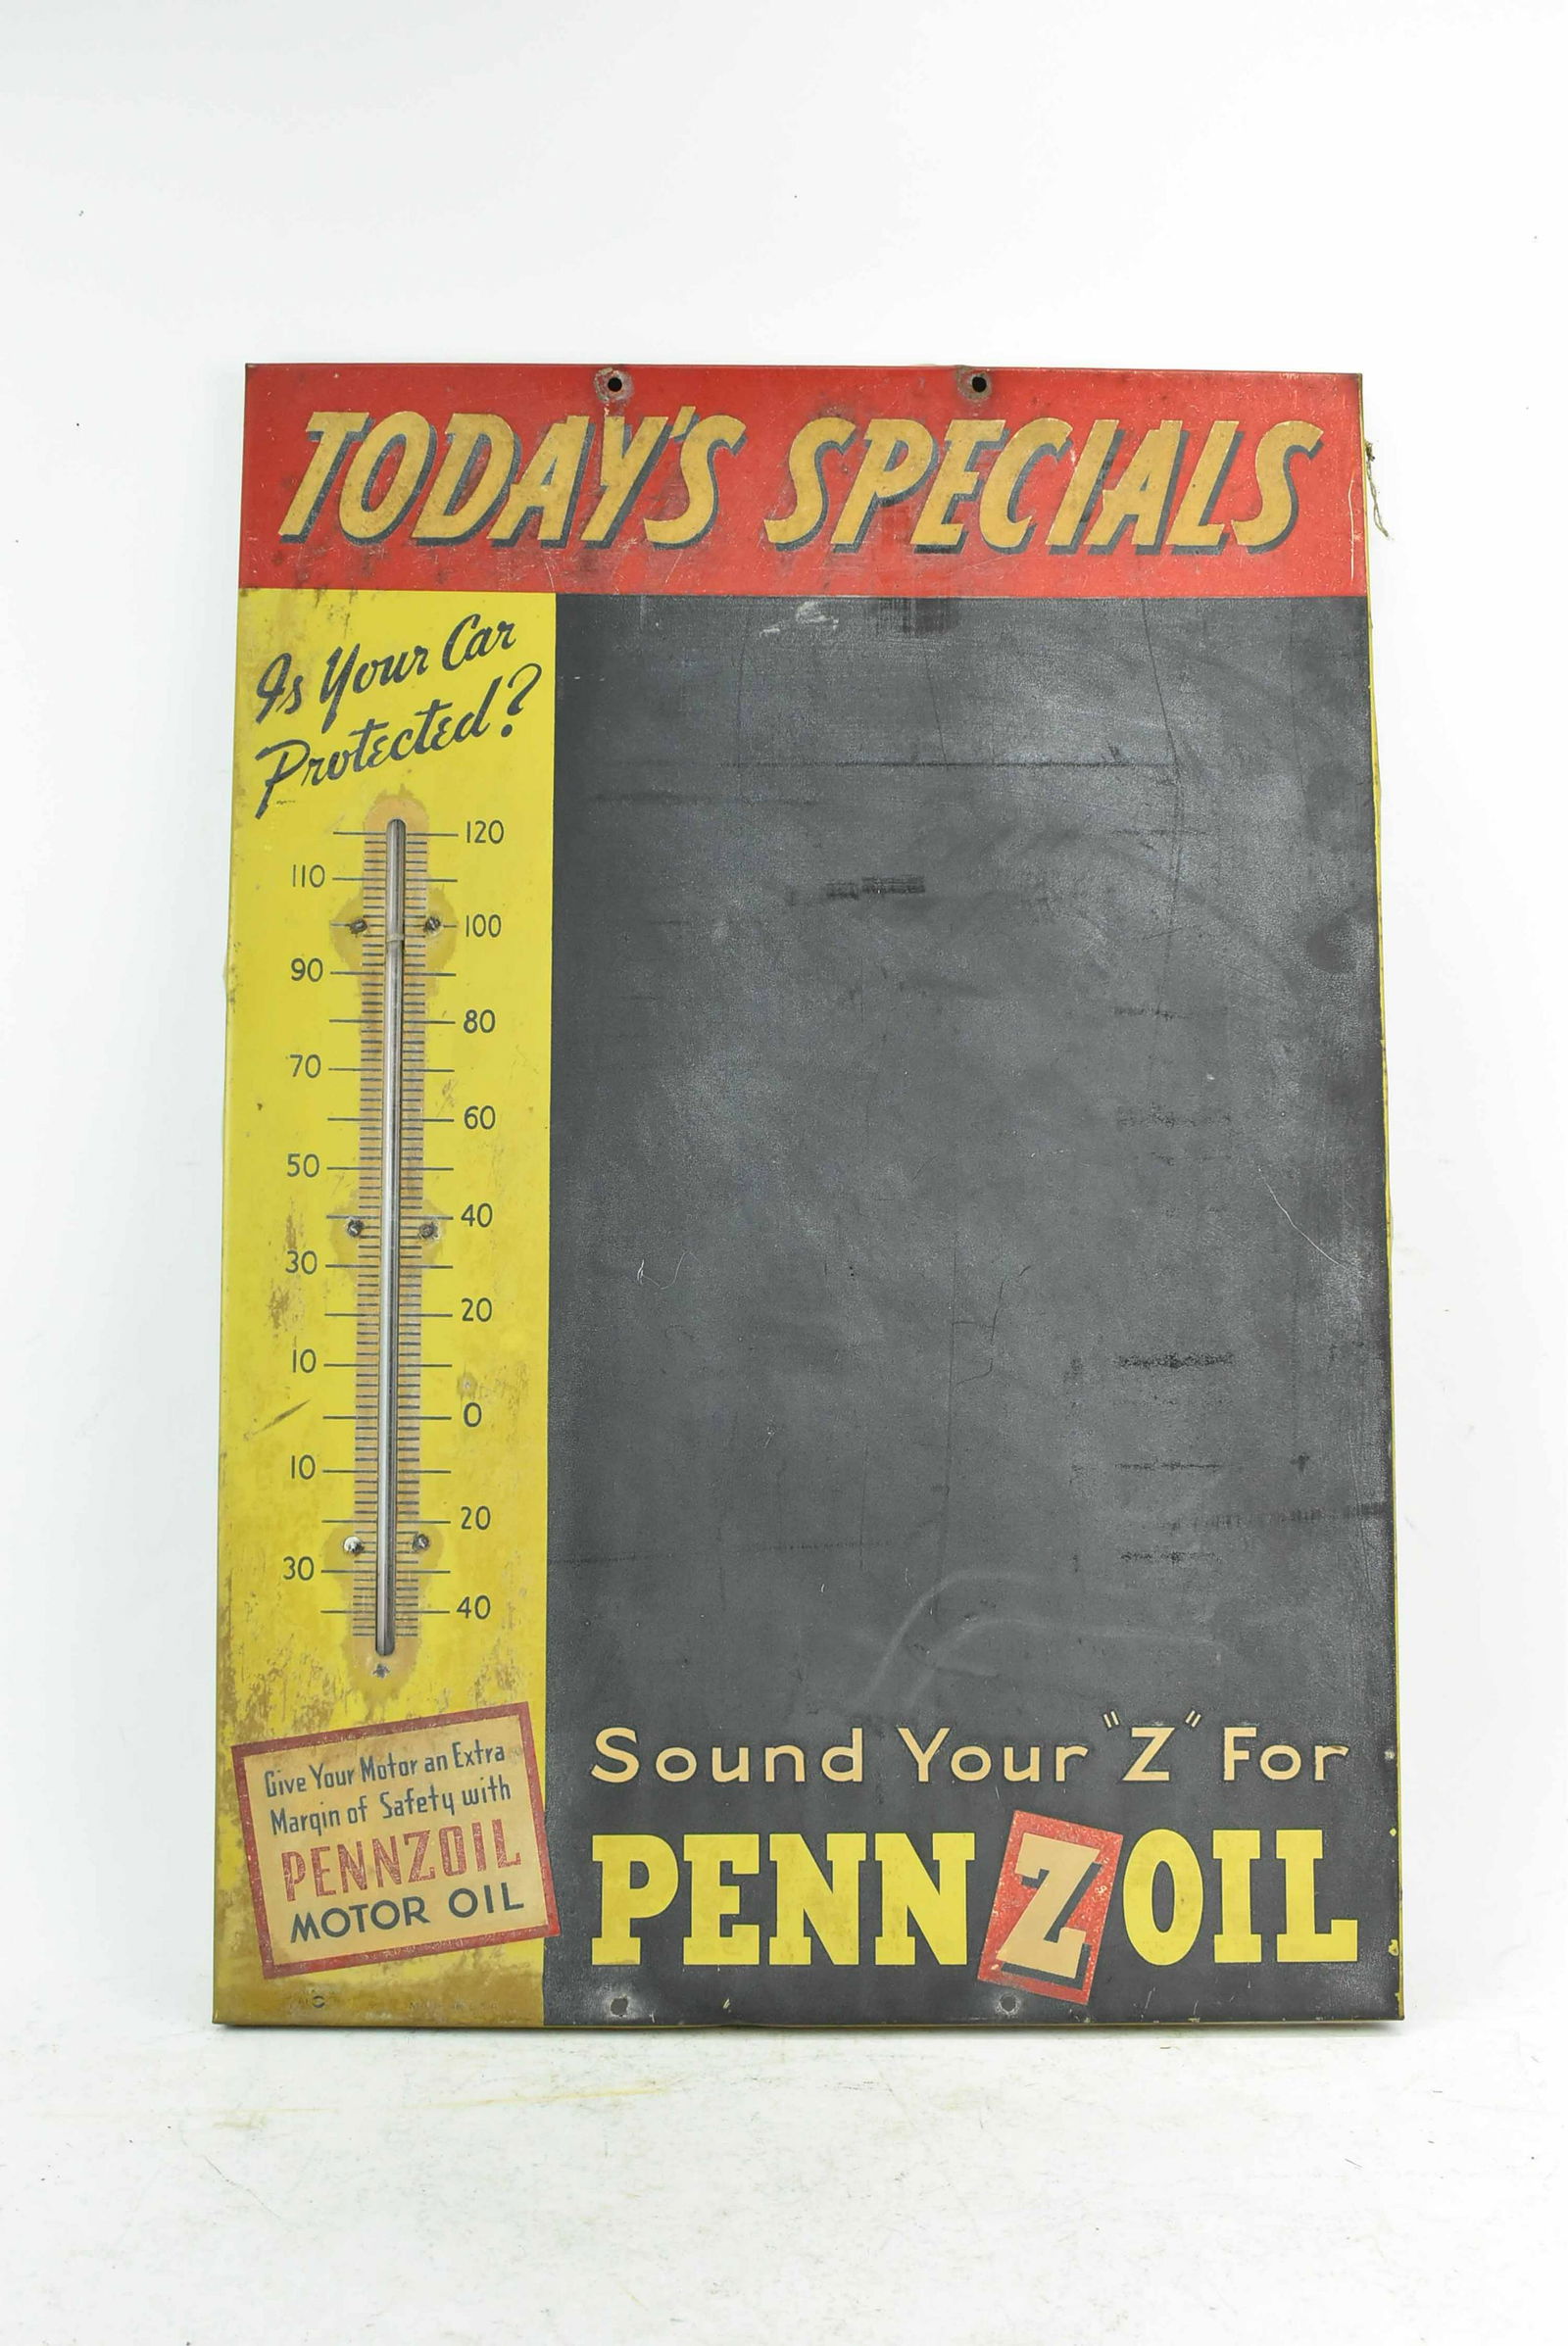 TODAY'S SPECIALS
Is Your Car
Protected?
120
110
100
90
80
70
60
50
40
30
20
10
0
10
20
30
40
Give Your Motor an Extra
Margin of Safety with
PENNZOIL
MOTOR OIL
Sound Your "Z" For
PENNZOIL